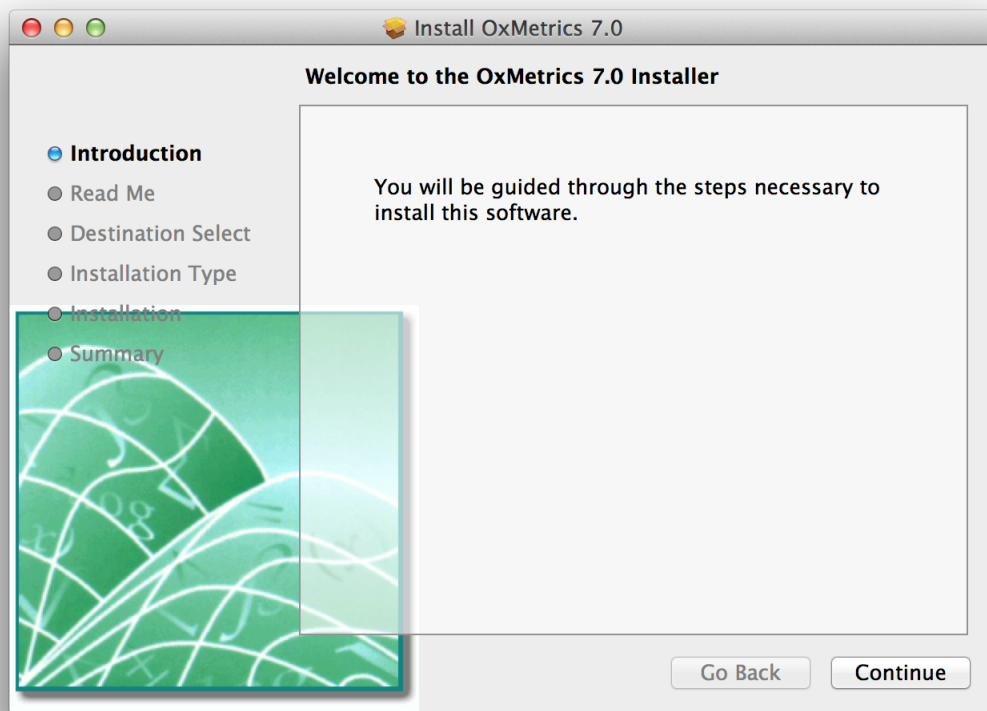 Install OxMetrics 7.0
Welcome to the OxMetrics 7.0 Installer
Introduction
Read Me
Destination Select
Installation Type
Installation
Summary
You will be guided through the steps necessary to
install this software.
log
Go Back
Continue